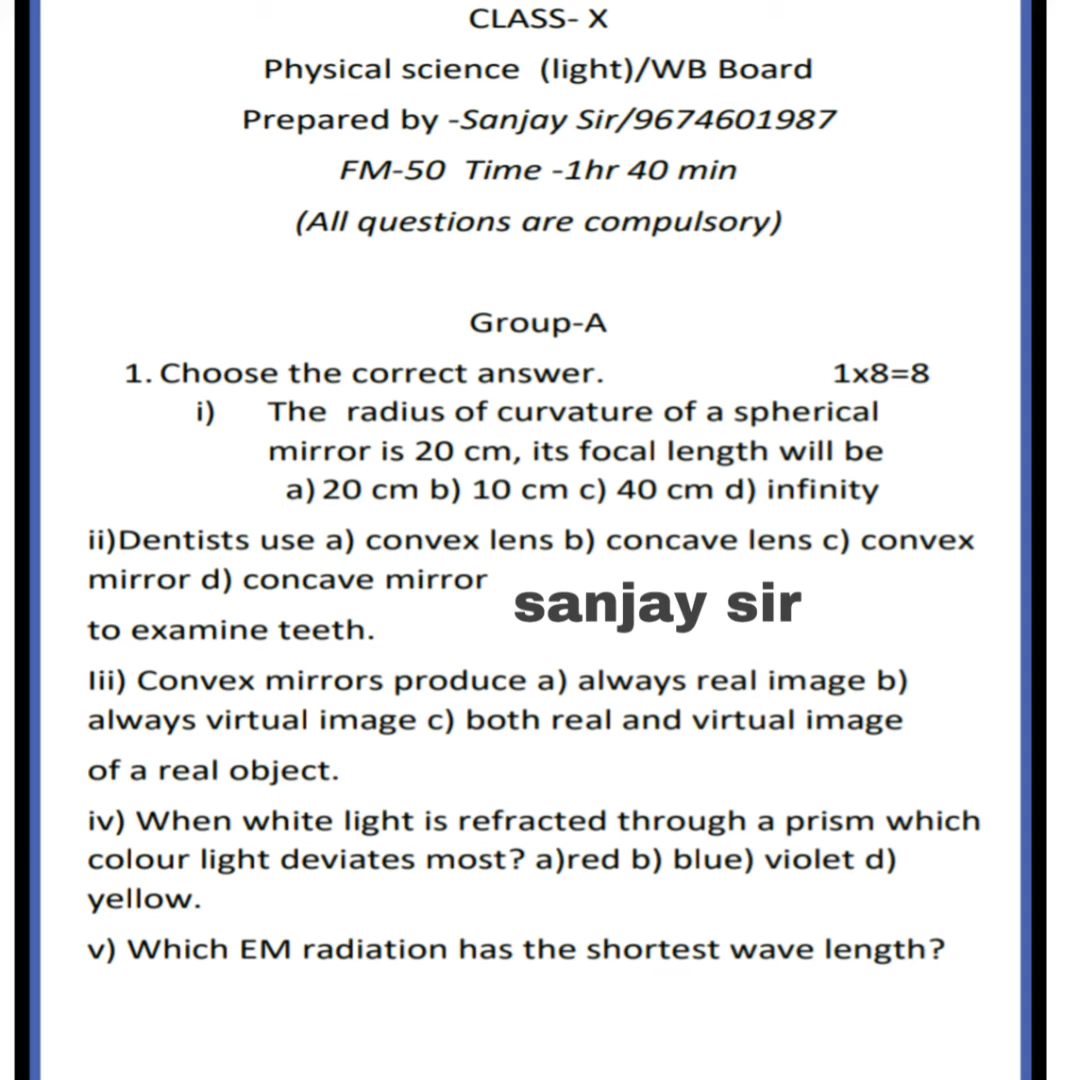 CLASS- X
Physical science (light)/WB Board
Prepared by -Sanjay Sir/9674601987
FM-50 Time -1hr 40 min
(All questions are compulsory)
Group-A
1. Choose the correct answer. 1x8=8
i) The radius of curvature of a spherical
mirror is 20 cm, its focal length will be
a) 20 cm b) 10 cm c) 40 cm d) infinity
ii)Dentists use a) convex lens b) concave lens c) convex
mirror d) concave mirror
sanjay sir
to examine teeth.
Iii) Convex mirrors produce a) always real image b)
always virtual image c) both real and virtual image
of a real object.
iv) When white light is refracted through a prism which
colour light deviates most? a)red b) blue) violet d)
yellow.
v) Which EM radiation has the shortest wave length?